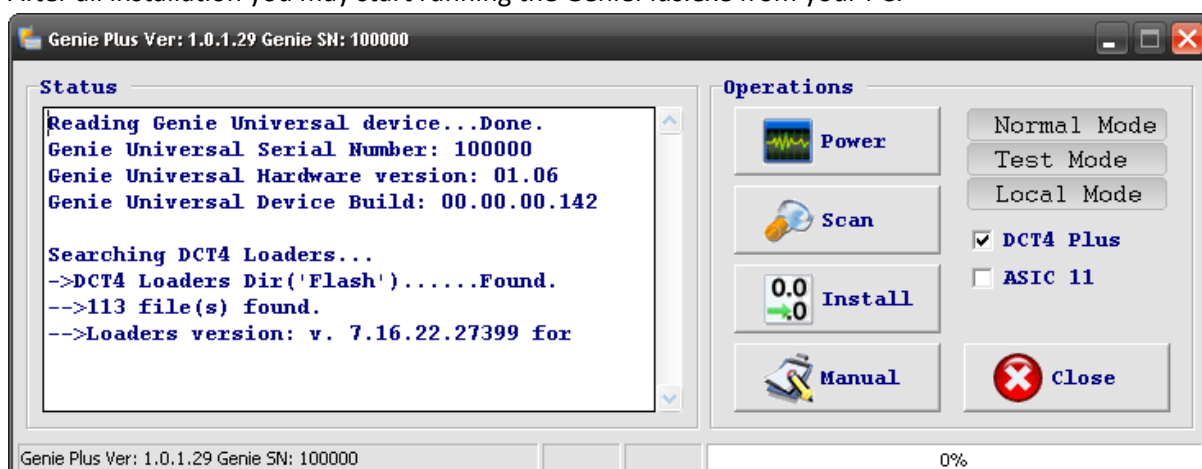 After all installation you may start running the
from your PC.
Genie Plus Ver: 1.0.1.29 Genie SN: 100000
Status
Reading Genie Universal device...Done.
Genie Universal Serial Number: 100000
Genie Universal Hardware version: 01.06
Genie Universal Device Build: 00.00.00.142
Searching DCT4 Loaders...
->DCT4 Loaders Dir('Flash')......Found.
-->113 file(s) found.
-->Loaders version: v. 7.16.22.27399 for
Operations
Power
Scan
0.0
→.0
Install
Manual
Normal Mode
Test Mode
Local Mode
DCT4 Plus
ASIC 11
Close
Genie Plus Ver: 1.0.1.29 Genie SN: 100000
0%